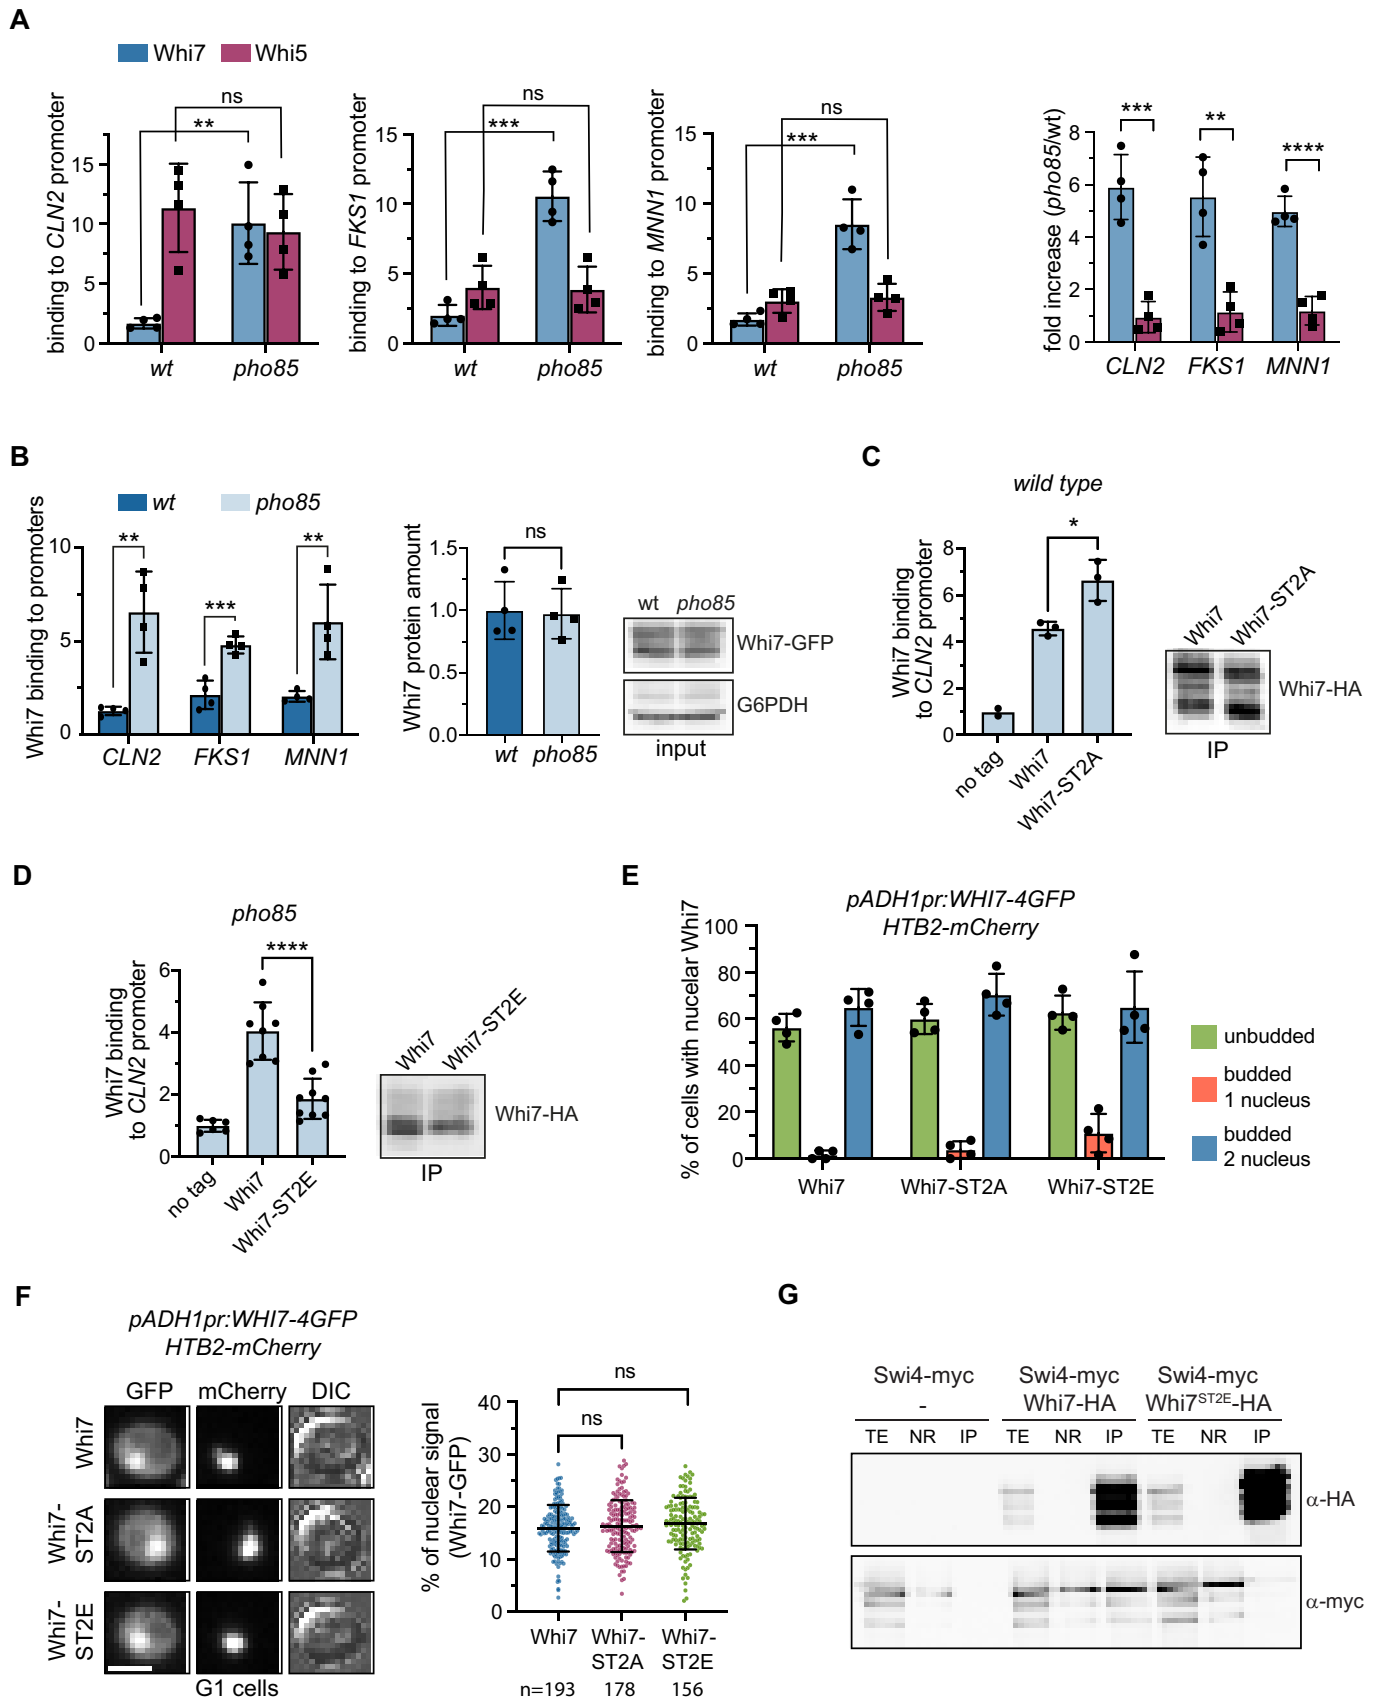 A
Whi7 Whi5
binding to CLN2 promoter
15
10
5
0
ns
**
wt pho85
binding to FKS1 promoter
15
10
5
0
ns
***
wt pho85
binding to MNN1 promoter
15
10
5
0
ns
***
wt pho85
fold increase (pho85/wt)
8
6
4
2
0
*** ** ****
CLN2 FKS1 MNN1
B
wt pho85
Whi7 binding to promoters
10
5
0
** *** **
CLN2 FKS1 MNN1
Whi7 protein amount
1.5
1.0
0.5
0.0
ns
wt pho85
wt pho85
Whi7-GFP
G6PDH
input
C
wild type
Whi7 binding
to CLN2 promoter
8
6
4
2
0
*
no tag Whi7 Whi7-ST2A
Whi7 Whi7-ST2A
Whi7-HA
IP
D
pho85
Whi7 binding
to CLN2 promoter
6
4
2
0
****
no tag Whi7 Whi7-ST2E
Whi7 Whi7-ST2E
Whi7-HA
IP
E
pADH1pr:WHI7-4GFP
HTB2-mCherry
% of cells with nucelar Whi7
100
80
60
40
20
0
Whi7 Whi7-ST2A Whi7-ST2E
unbudded
budded
1 nucleus
budded
2 nucleus
F
pADH1pr:WHI7-4GFP
HTB2-mCherry
GFP mCherry DIC
Whi7
Whi7-
ST2A
Whi7-
ST2E
G1 cells
% of nuclear signal
(Whi7-GFP)
40
30
20
10
0
ns
ns
Whi7 Whi7-
ST2A Whi7-
ST2E
n=193 178 156
G
Swi4-myc Swi4-myc Swi4-myc
- Whi7-HA Whi7ST2E-HA
TE NR IP TE NR IP TE NR IP
α-HA
α-myc